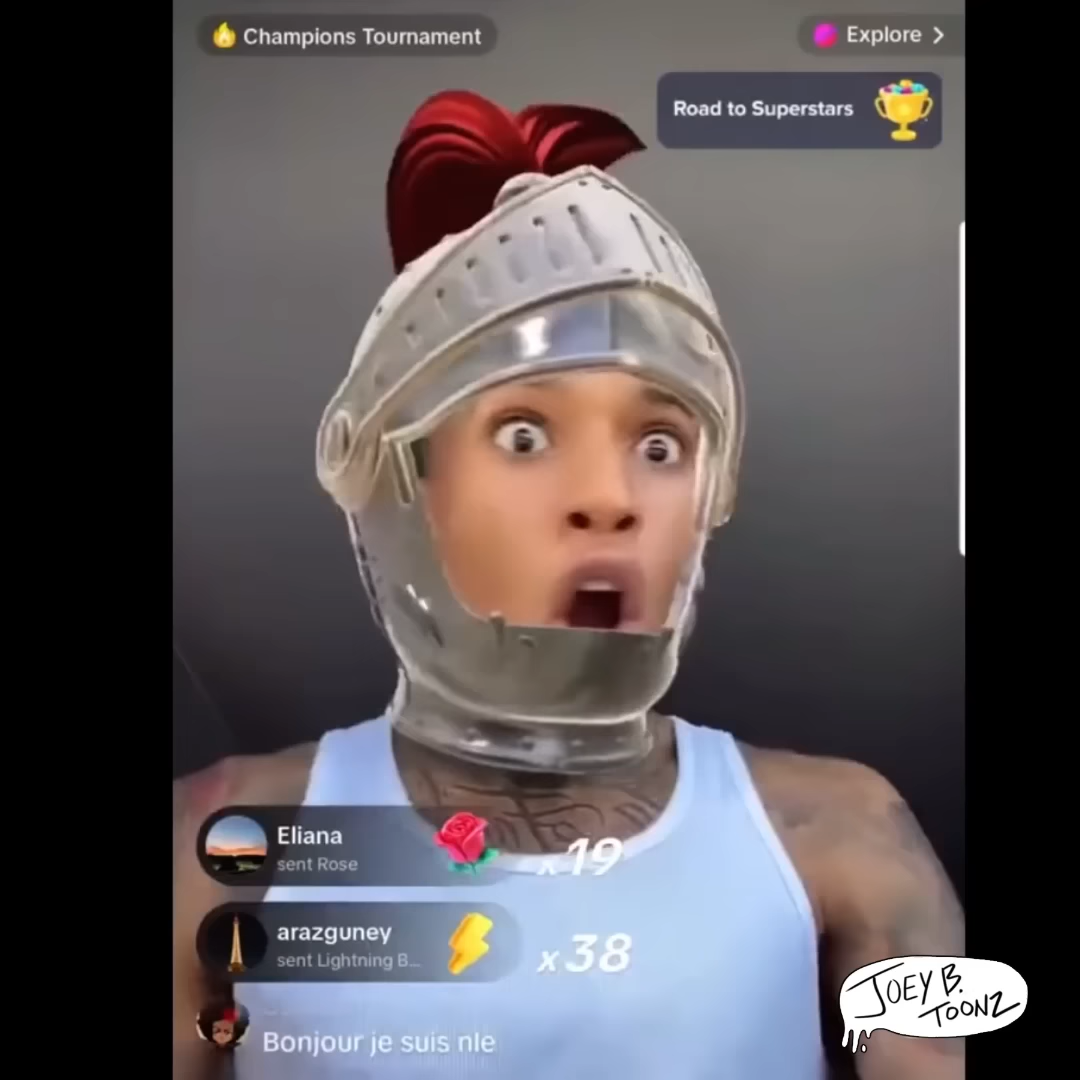 Champions Tournament
Explore
Road to Superstars
Eliana
sent Rose
x19
arazguney
sent Lightning B...
x38
Bonjour je suis nle
JOEY B.
TOONZ